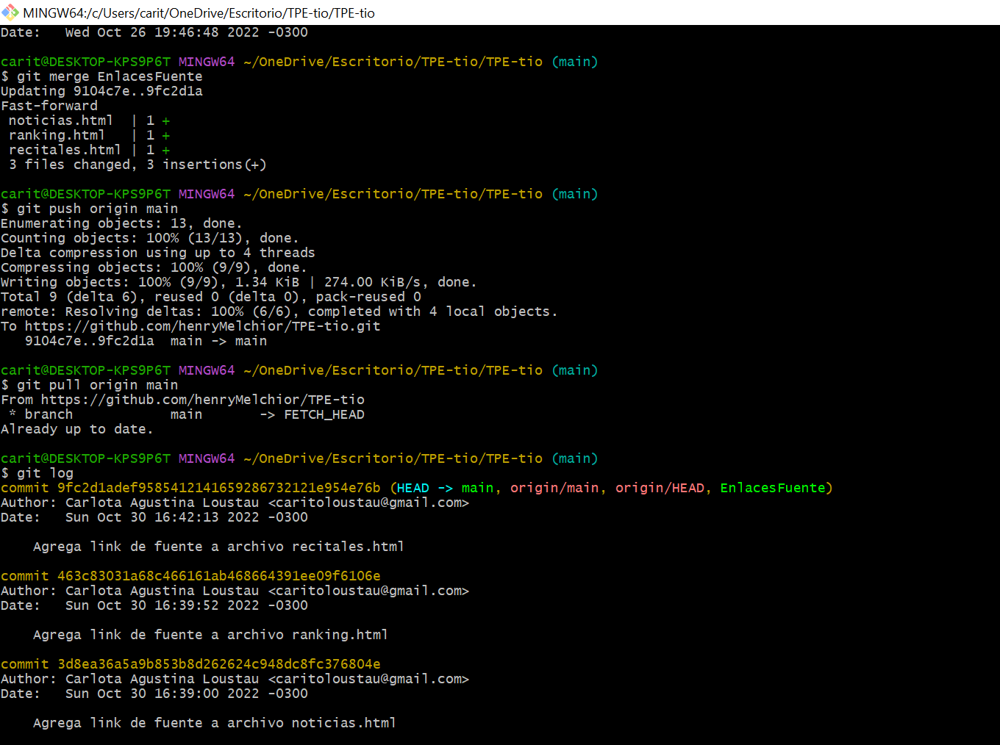 MINGW64:/c/Users/carit/OneDrive/Escritorio/TPE-tio/TPE-tio
Date:   Wed Oct 26 19:46:48 2022 -0300
carit@DESKTOP-KPS9P6T MINGW64 ~/OneDrive/Escritorio/TPE-tio/TPE-tio (main)
$ git merge EnlacesFuente
Updating 9104c7e..9fc2d1a
Fast-forward
 noticias.html  | 1 +
 ranking.html   | 1 +
 recitales.html | 1 +
 3 files changed, 3 insertions(+)
carit@DESKTOP-KPS9P6T MINGW64 ~/OneDrive/Escritorio/TPE-tio/TPE-tio (main)
$ git push origin main
Enumerating objects: 13, done.
Counting objects: 100% (13/13), done.
Delta compression using up to 4 threads
Compressing objects: 100% (9/9), done.
Writing objects: 100% (9/9), 1.34 KiB | 274.00 KiB/s, done.
Total 9 (delta 6), reused 0 (delta 0), pack-reused 0
remote: Resolving deltas: 100% (6/6), completed with 4 local objects.
To https://github.com/henryMelchior/TPE-tio.git
   9104c7e..9fc2d1a  main -> main
carit@DESKTOP-KPS9P6T MINGW64 ~/OneDrive/Escritorio/TPE-tio/TPE-tio (main)
$ git pull origin main
From https://github.com/henryMelchior/TPE-tio
 * branch            main       -> FETCH_HEAD
Already up to date.
carit@DESKTOP-KPS9P6T MINGW64 ~/OneDrive/Escritorio/TPE-tio/TPE-tio (main)
$ git log
commit 9fc2d1adef9585412141659286732121e954e76b (HEAD -> main, origin/main, origin/HEAD, EnlacesFuente)
Author: Carlota Agustina Loustau <caritoloustau@gmail.com>
Date:   Sun Oct 30 16:42:13 2022 -0300
    Agrega link de fuente a archivo recitales.html
commit 463c83031a68c466161ab468664391ee09f6106e
Author: Carlota Agustina Loustau <caritoloustau@gmail.com>
Date:   Sun Oct 30 16:39:52 2022 -0300
    Agrega link de fuente a archivo ranking.html
commit 3d8ea36a5a9b853b8d262624c948dc8fc376804e
Author: Carlota Agustina Loustau <caritoloustau@gmail.com>
Date:   Sun Oct 30 16:39:00 2022 -0300
    Agrega link de fuente a archivo noticias.html